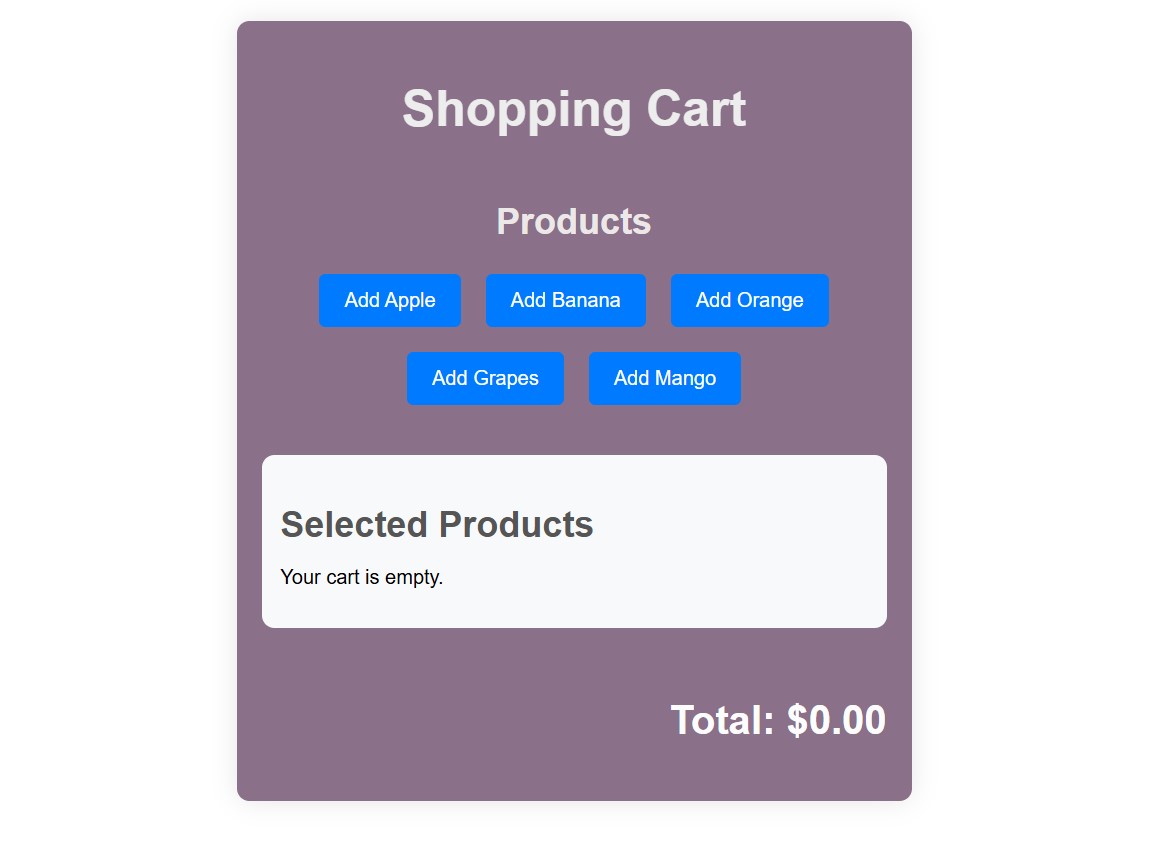 Shopping Cart
Products
Add Apple Add Banana Add Orange
Add Grapes Add Mango
Selected Products
Your cart is empty.
Total: $0.00